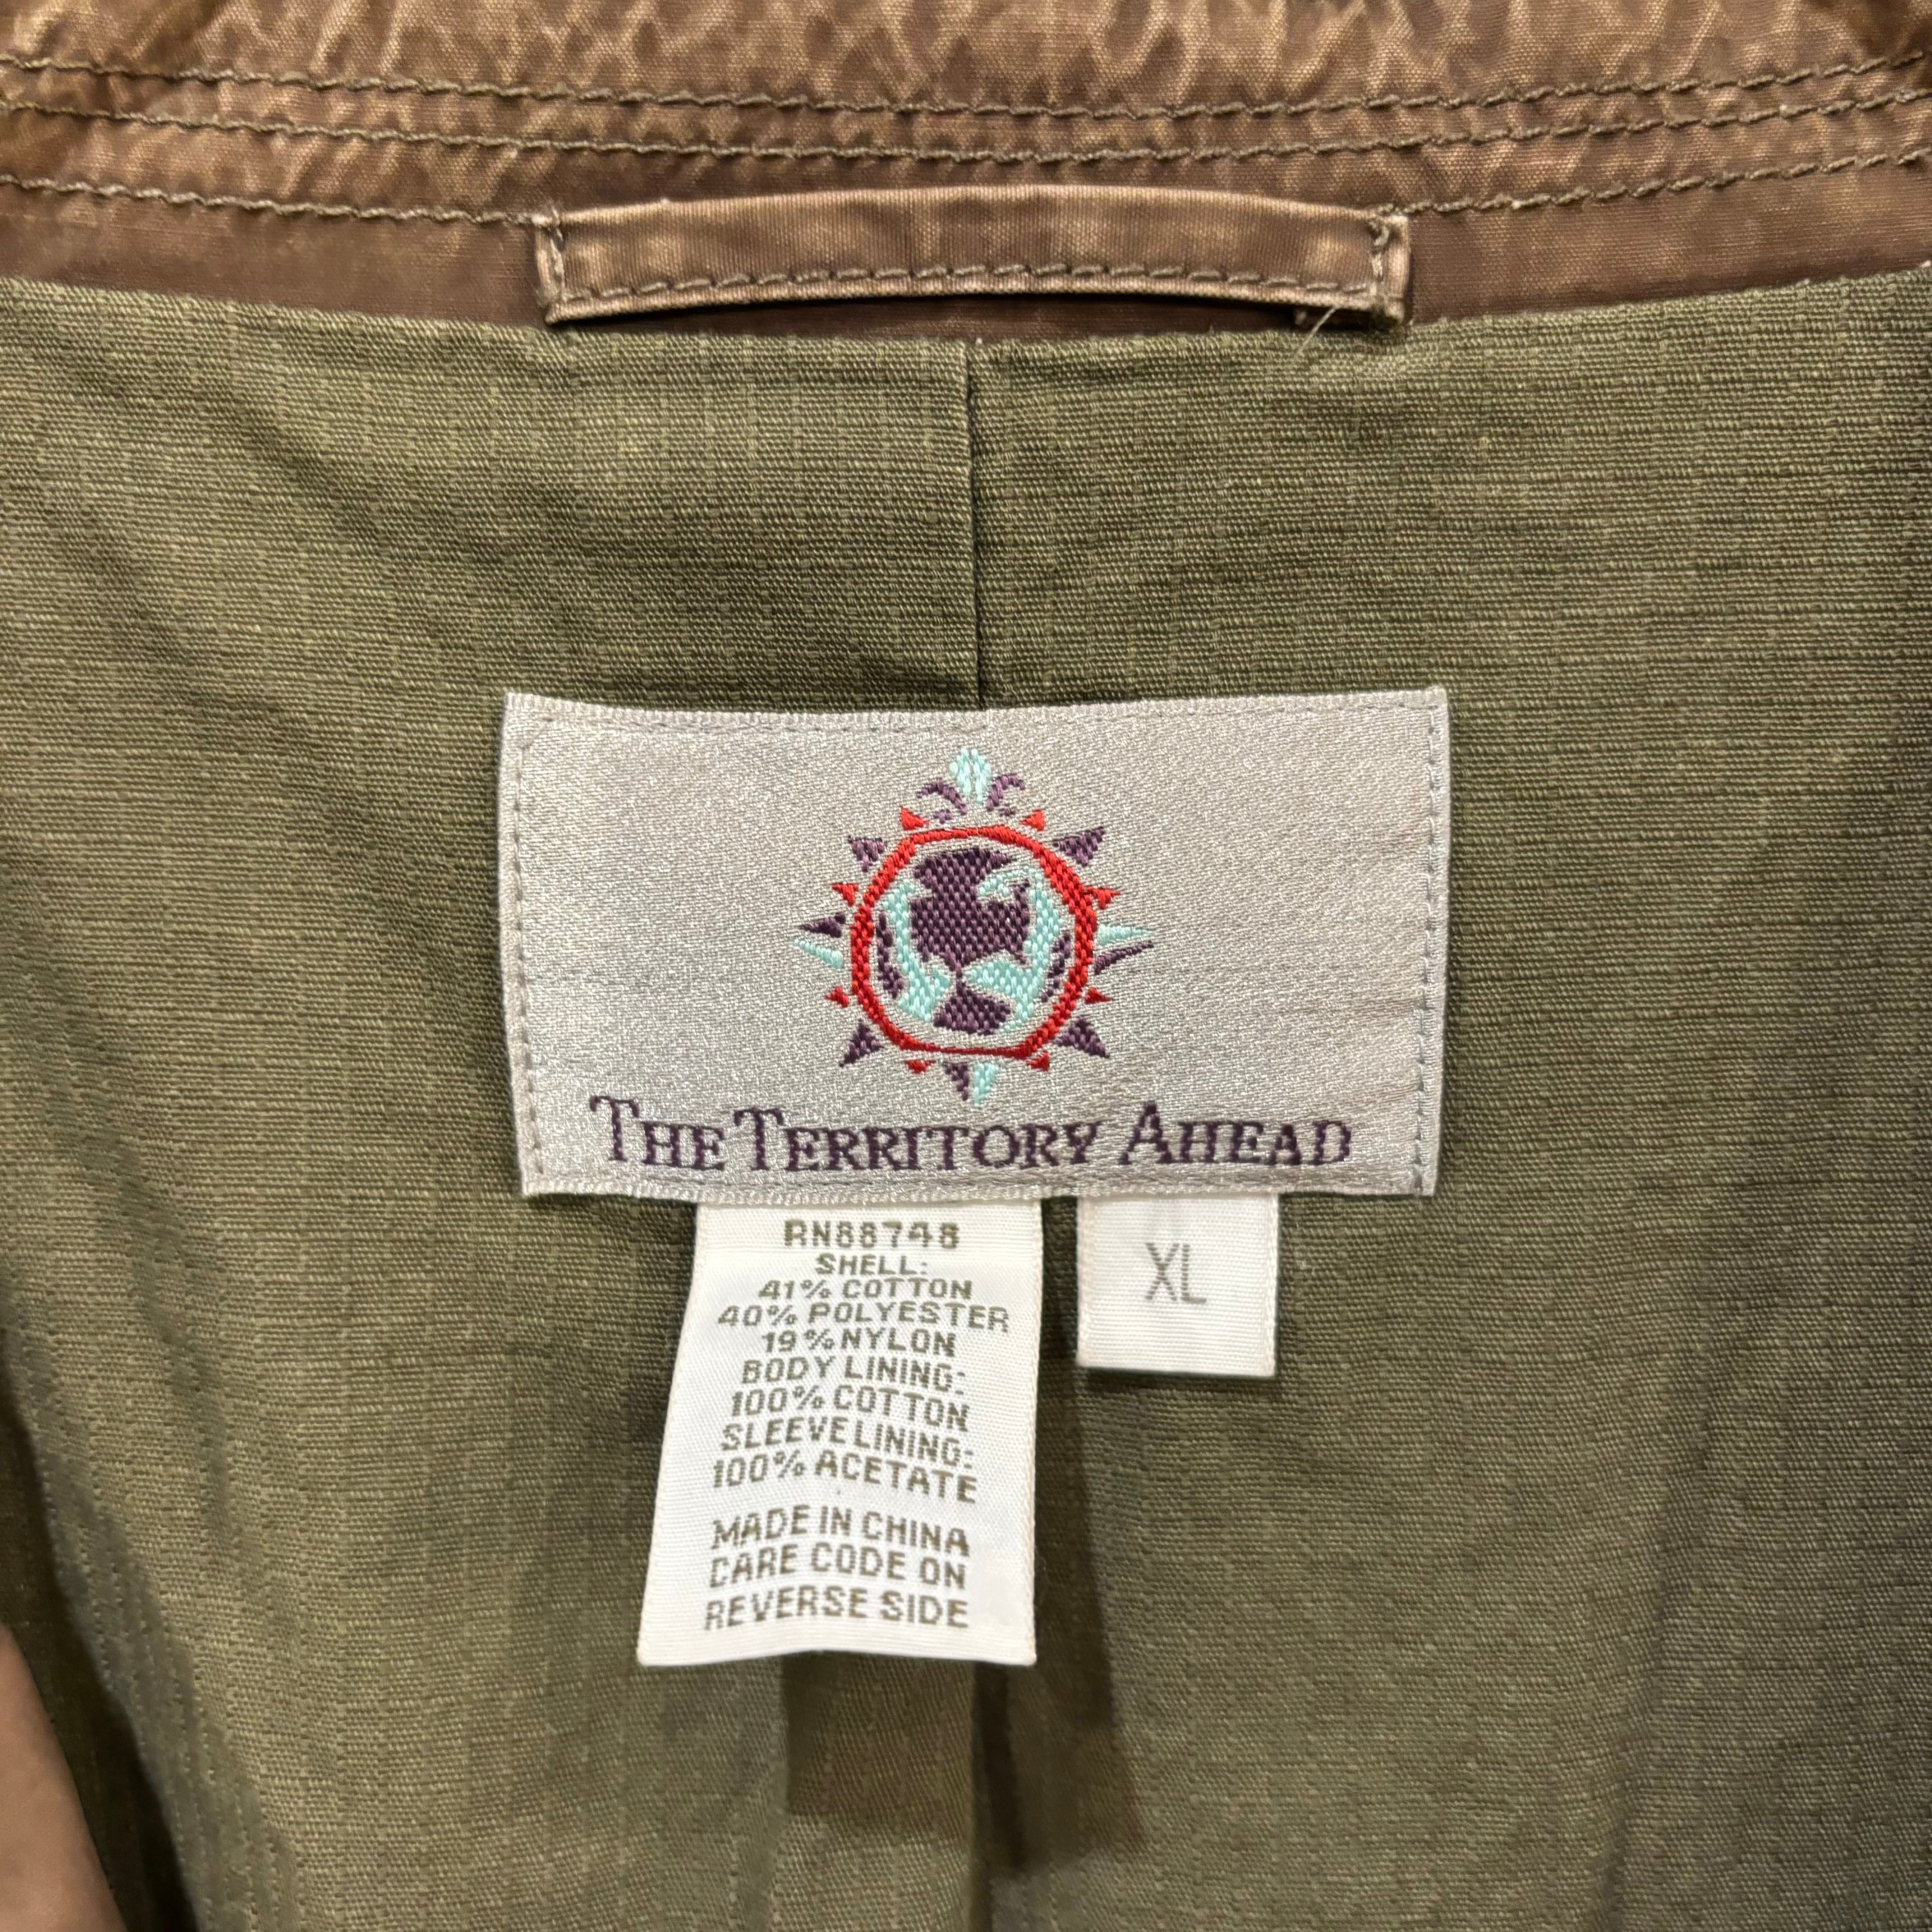 THE TERRITORY AHEAD
RN88748
SHELL:
41% COTTON
40% POLYESTER
19% NYLON
BODY LINING:
100% COTTON
SLEEVE LINING:
100% ACETATE
MADE IN CHINA
CARE CODE ON
REVERSE SIDE
XL